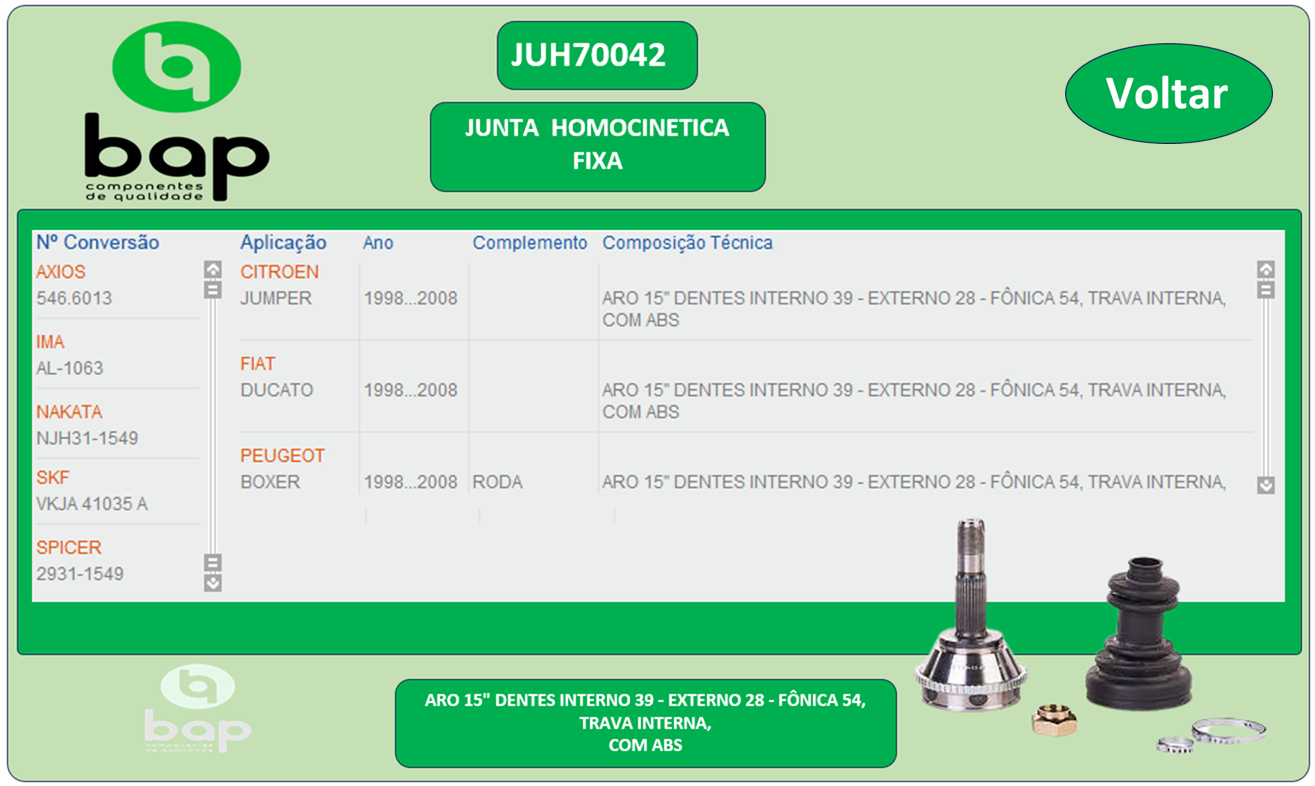 bap
componentes
de qualidade
JUH70042
JUNTA HOMOCINETICA
FIXA
Voltar
Nº Conversão
AXIOS
546.6013
IMA
AL-1063
NAKATA
NJH31-1549
SKF
VKJA 41035 A
SPICER
2931-1549
Aplicação Ano Complemento Composição Técnica
CITROEN
JUMPER 1998...2008 ARO 15" DENTES INTERNO 39 - EXTERNO 28 - FÔNICA 54, TRAVA INTERNA,
COM ABS
FIAT
DUCATO 1998...2008 ARO 15" DENTES INTERNO 39 - EXTERNO 28 - FÔNICA 54, TRAVA INTERNA,
COM ABS
PEUGEOT
BOXER 1998...2008 RODA ARO 15" DENTES INTERNO 39 - EXTERNO 28 - FÔNICA 54, TRAVA INTERNA,
bap
componentes
de qualidade
ARO 15" DENTES INTERNO 39 - EXTERNO 28 - FÔNICA 54,
TRAVA INTERNA,
COM ABS